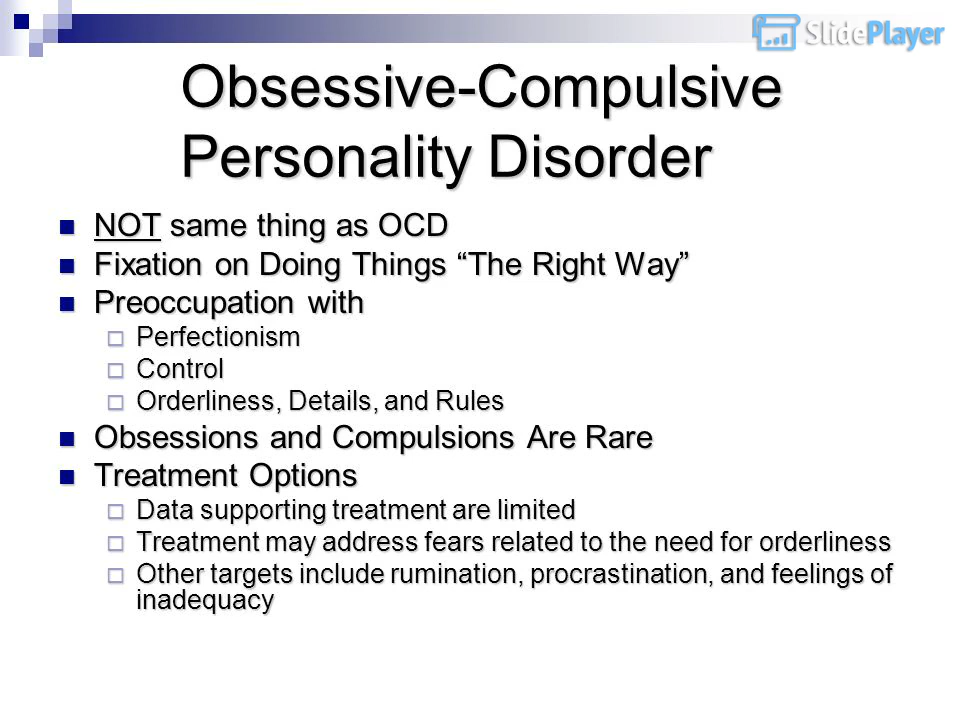 SlidePlayer
Obsessive-Compulsive
Personality Disorder
NOT same thing as OCD
Fixation on Doing Things “The Right Way”
Preoccupation with
Perfectionism
Control
Orderliness, Details, and Rules
Obsessions and Compulsions Are Rare
Treatment Options
Data supporting treatment are limited
Treatment may address fears related to the need for orderliness
Other targets include rumination, procrastination, and feelings of
inadequacy